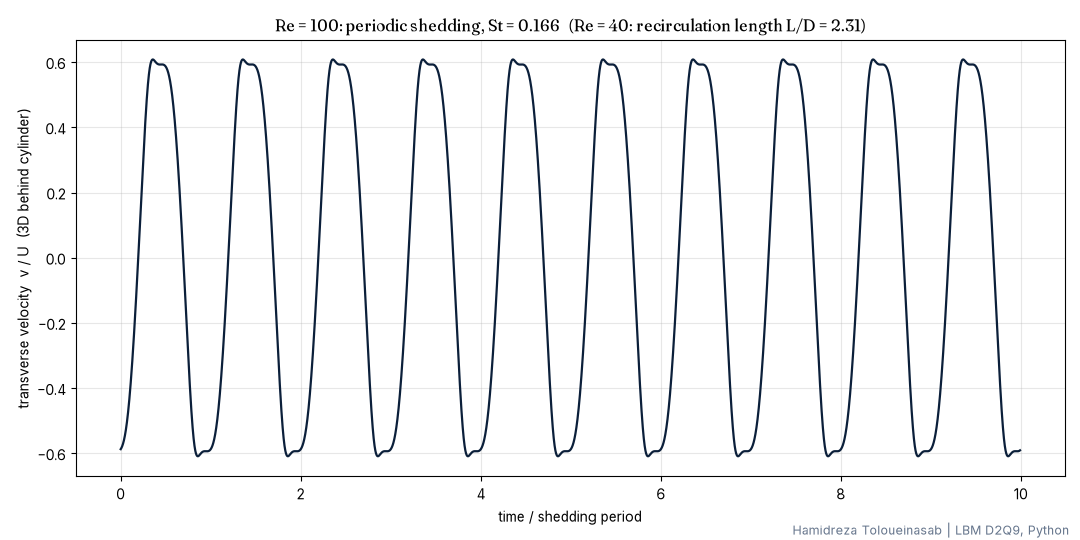 Re = 100: periodic shedding, St = 0.166 (Re = 40: recirculation length L/D = 2.31)
transverse velocity v / U (3D behind cylinder)
0.6
0.4
0.2
0.0
−0.2
−0.4
−0.6
0 2 4 6 8 10
time / shedding period
Hamidreza Toloueinasab | LBM D2Q9, Python